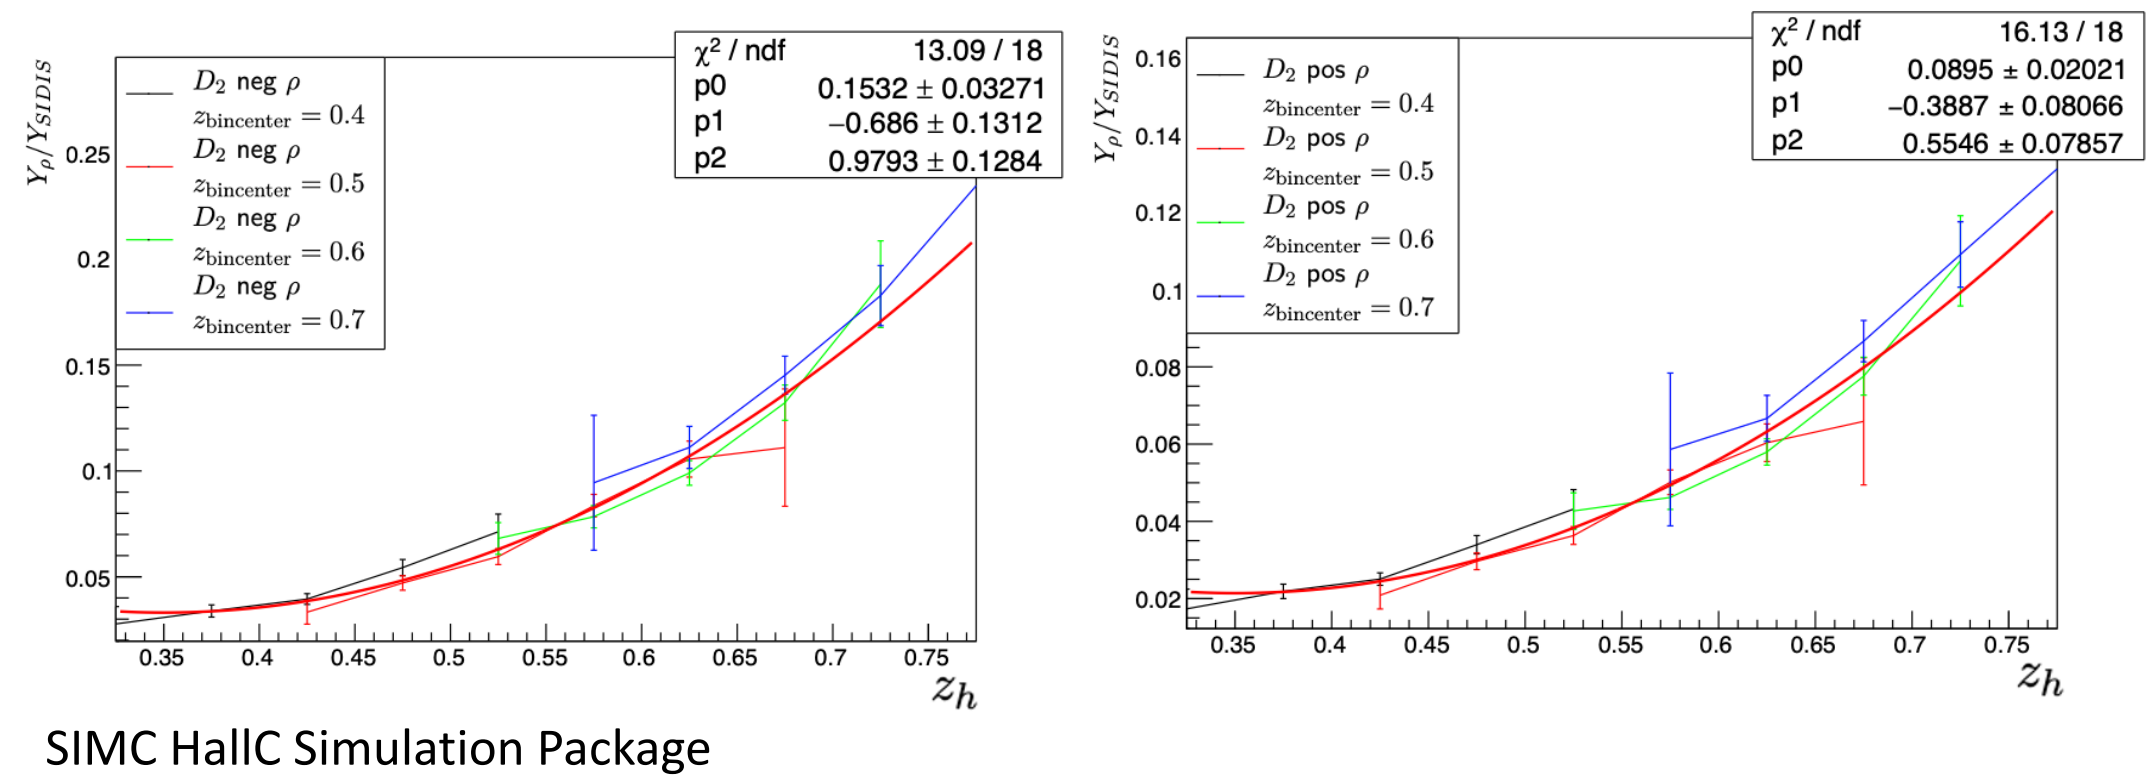 χ² / ndf 13.09 / 18
p0 0.1532 ± 0.03271
p1 −0.686 ± 0.1312
p2 0.9793 ± 0.1284
D₂ neg ρ
z_bincenter = 0.4
D₂ neg ρ
z_bincenter = 0.5
D₂ neg ρ
z_bincenter = 0.6
D₂ neg ρ
z_bincenter = 0.7
Y_ρ/Y_SIDIS
0.25
0.2
0.15
0.1
0.05
0.35 0.4 0.45 0.5 0.55 0.6 0.65 0.7 0.75
z_h
χ² / ndf 16.13 / 18
p0 0.0895 ± 0.02021
p1 −0.3887 ± 0.08066
p2 0.5546 ± 0.07857
D₂ pos ρ
z_bincenter = 0.4
D₂ pos ρ
z_bincenter = 0.5
D₂ pos ρ
z_bincenter = 0.6
D₂ pos ρ
z_bincenter = 0.7
Y_ρ/Y_SIDIS
0.16
0.14
0.12
0.1
0.08
0.06
0.04
0.02
0.35 0.4 0.45 0.5 0.55 0.6 0.65 0.7 0.75
z_h
SIMC HallC Simulation Package